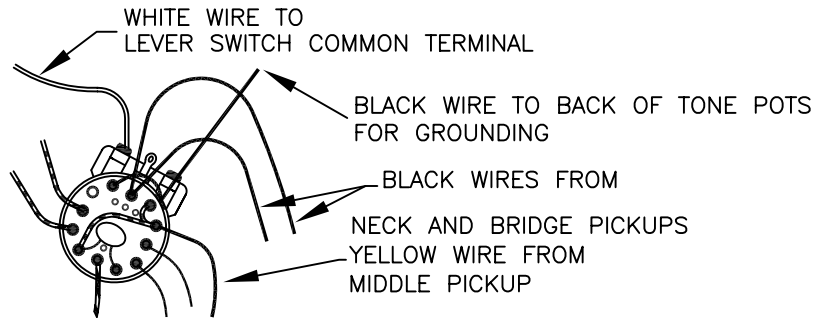 WHITE WIRE TO
LEVER SWITCH COMMON TERMINAL
BLACK WIRE TO BACK OF TONE POTS
FOR GROUNDING
BLACK WIRES FROM
NECK AND BRIDGE PICKUPS
YELLOW WIRE FROM
MIDDLE PICKUP